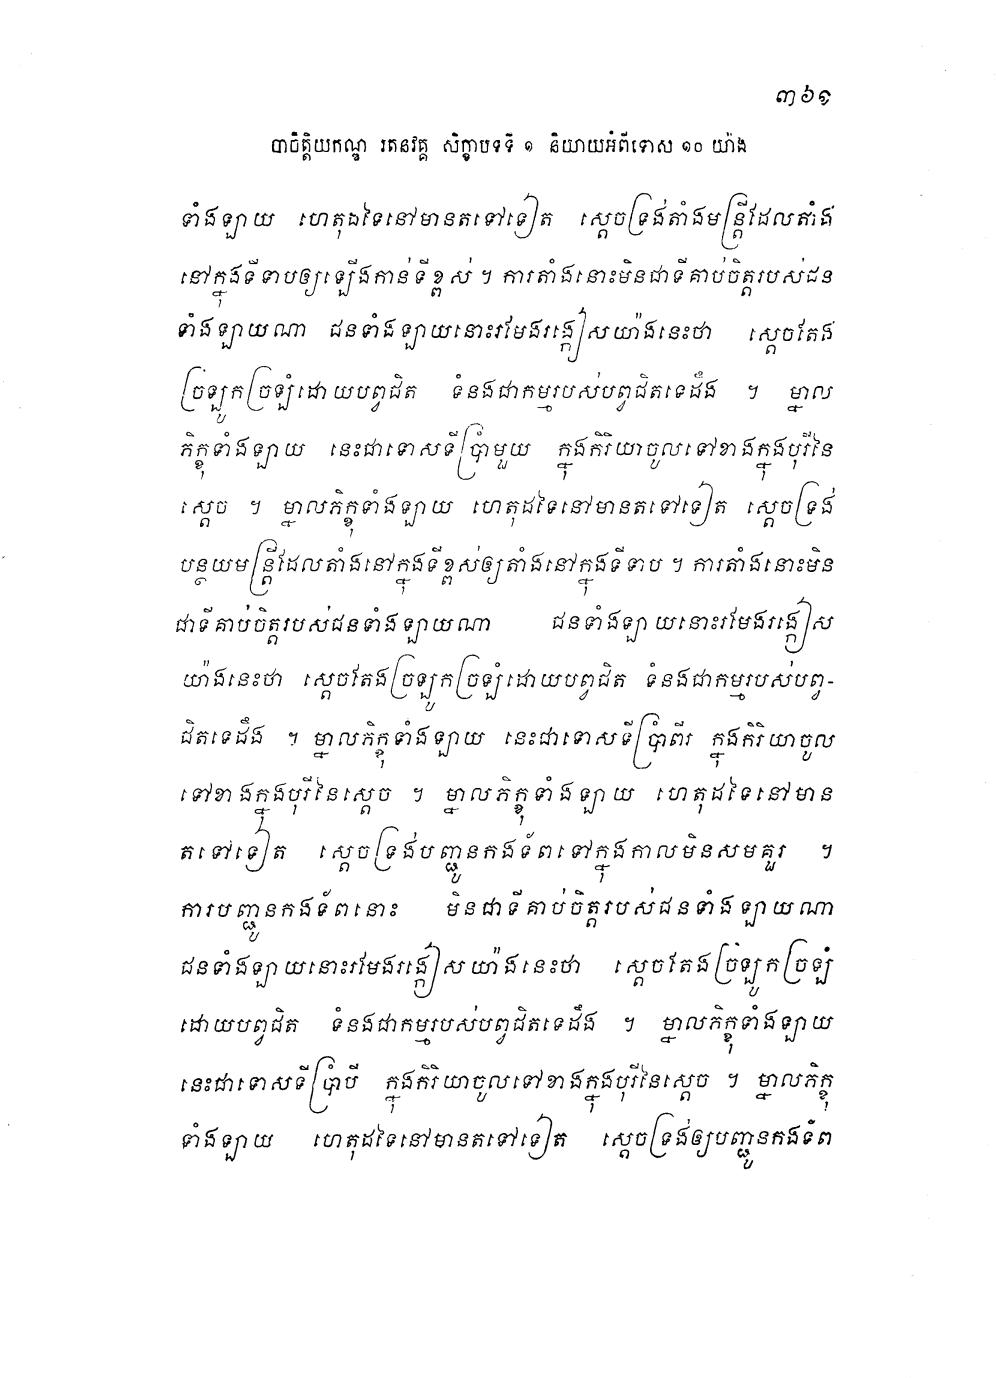 ៣៦១
បាចិត្តិយកណ្ឌ រតនវគ្គ សិក្ខាបទទី ១ និយាយអំពីទោស ១០ យ៉ាង
ទាំងឡាយ ហេតុឯទៃនៅមានតទៅទៀត ស្តេចទ្រង់តាំងមន្ត្រីដែលតាំង
នៅក្នុងទីទាបឲ្យឡើងកាន់ទីខ្ពស់ ។ ការតាំងនោះមិនជាទីគាប់ចិត្តរបស់ជន
ទាំងឡាយណា ជនទាំងឡាយនោះរមែងរង្កៀសយ៉ាងនេះថា ស្តេចតែង
ច្រឡូកច្រឡំដោយបព្វជិត ទំនងជាកម្មរបស់បព្វជិតទេដឹង ។ ម្នាល
ភិក្ខុទាំងឡាយ នេះជាទោសទីប្រាំមួយ ក្នុងកិរិយាចូលទៅខាងក្នុងបុរីនៃ
ស្តេច ។ ម្នាលភិក្ខុទាំងឡាយ ហេតុដទៃនៅមានតទៅទៀត ស្តេចទ្រង់
បន្ថយមន្ត្រីដែលតាំងនៅក្នុងទីខ្ពស់ឲ្យតាំងនៅក្នុងទីទាប ។ ការតាំងនោះមិន
ជាទីគាប់ចិត្តរបស់ជនទាំងឡាយណា ជនទាំងឡាយនោះរមែងរង្កៀស
យ៉ាងនេះថា ស្តេចតែងច្រឡូកច្រឡំដោយបព្វជិត ទំនងជាកម្មរបស់បព្វ-
ជិតទេដឹង ។ ម្នាលភិក្ខុទាំងឡាយ នេះជាទោសទីប្រាំពីរ ក្នុងកិរិយាចូល
ទៅខាងក្នុងបុរីនៃស្តេច ។ ម្នាលភិក្ខុទាំងឡាយ ហេតុដទៃនៅមាន
តទៅទៀត ស្តេចទ្រង់បញ្ជូនកងទ័ពទៅក្នុងកាលមិនសមគួរ ។
ការបញ្ជូនកងទ័ពនោះ មិនជាទីគាប់ចិត្តរបស់ជនទាំងឡាយណា
ជនទាំងឡាយនោះរមែងរង្កៀសយ៉ាងនេះថា ស្តេចតែងច្រឡូកច្រឡំ
ដោយបព្វជិត ទំនងជាកម្មរបស់បព្វជិតទេដឹង ។ ម្នាលភិក្ខុទាំងឡាយ
នេះជាទោសទីប្រាំបី ក្នុងកិរិយាចូលទៅខាងក្នុងបុរីនៃស្តេច ។ ម្នាលភិក្ខុ
ទាំងឡាយ ហេតុដទៃនៅមានតទៅទៀត ស្តេចទ្រង់ឲ្យបញ្ជូនកងទ័ព